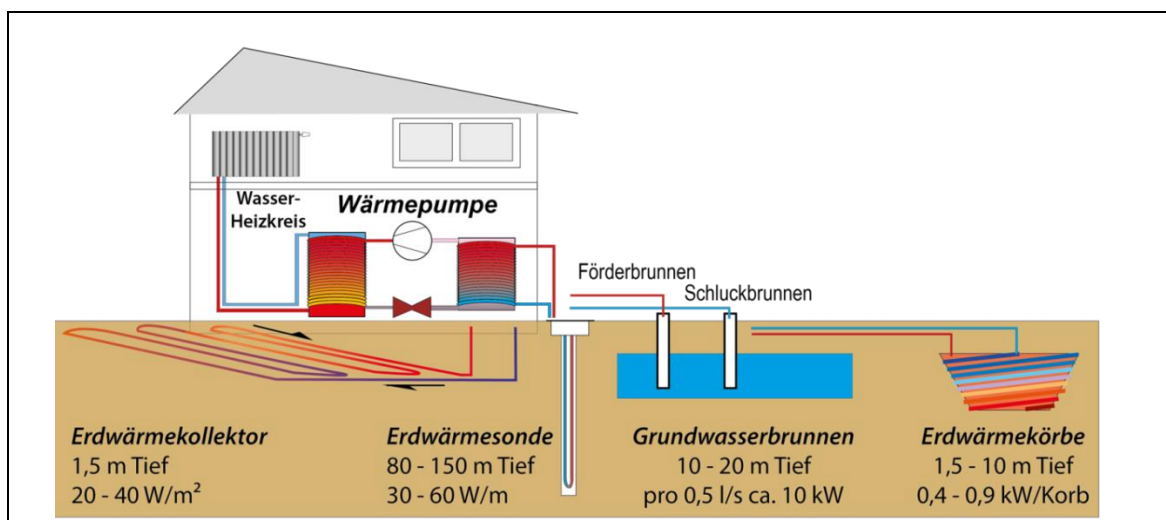 Wasser-
Heizkreis
Wärmepumpe
Förderbrunnen
Schluckbrunnen
Erdwärmekollektor
1,5 m Tief
20 - 40 W/m²
Erdwärmesonde
80 - 150 m Tief
30 - 60 W/m
Grundwasserbrunnen
10 - 20 m Tief
pro 0,5 l/s ca. 10 kW
Erdwärmekörbe
1,5 - 10 m Tief
0,4 - 0,9 kW/Korb